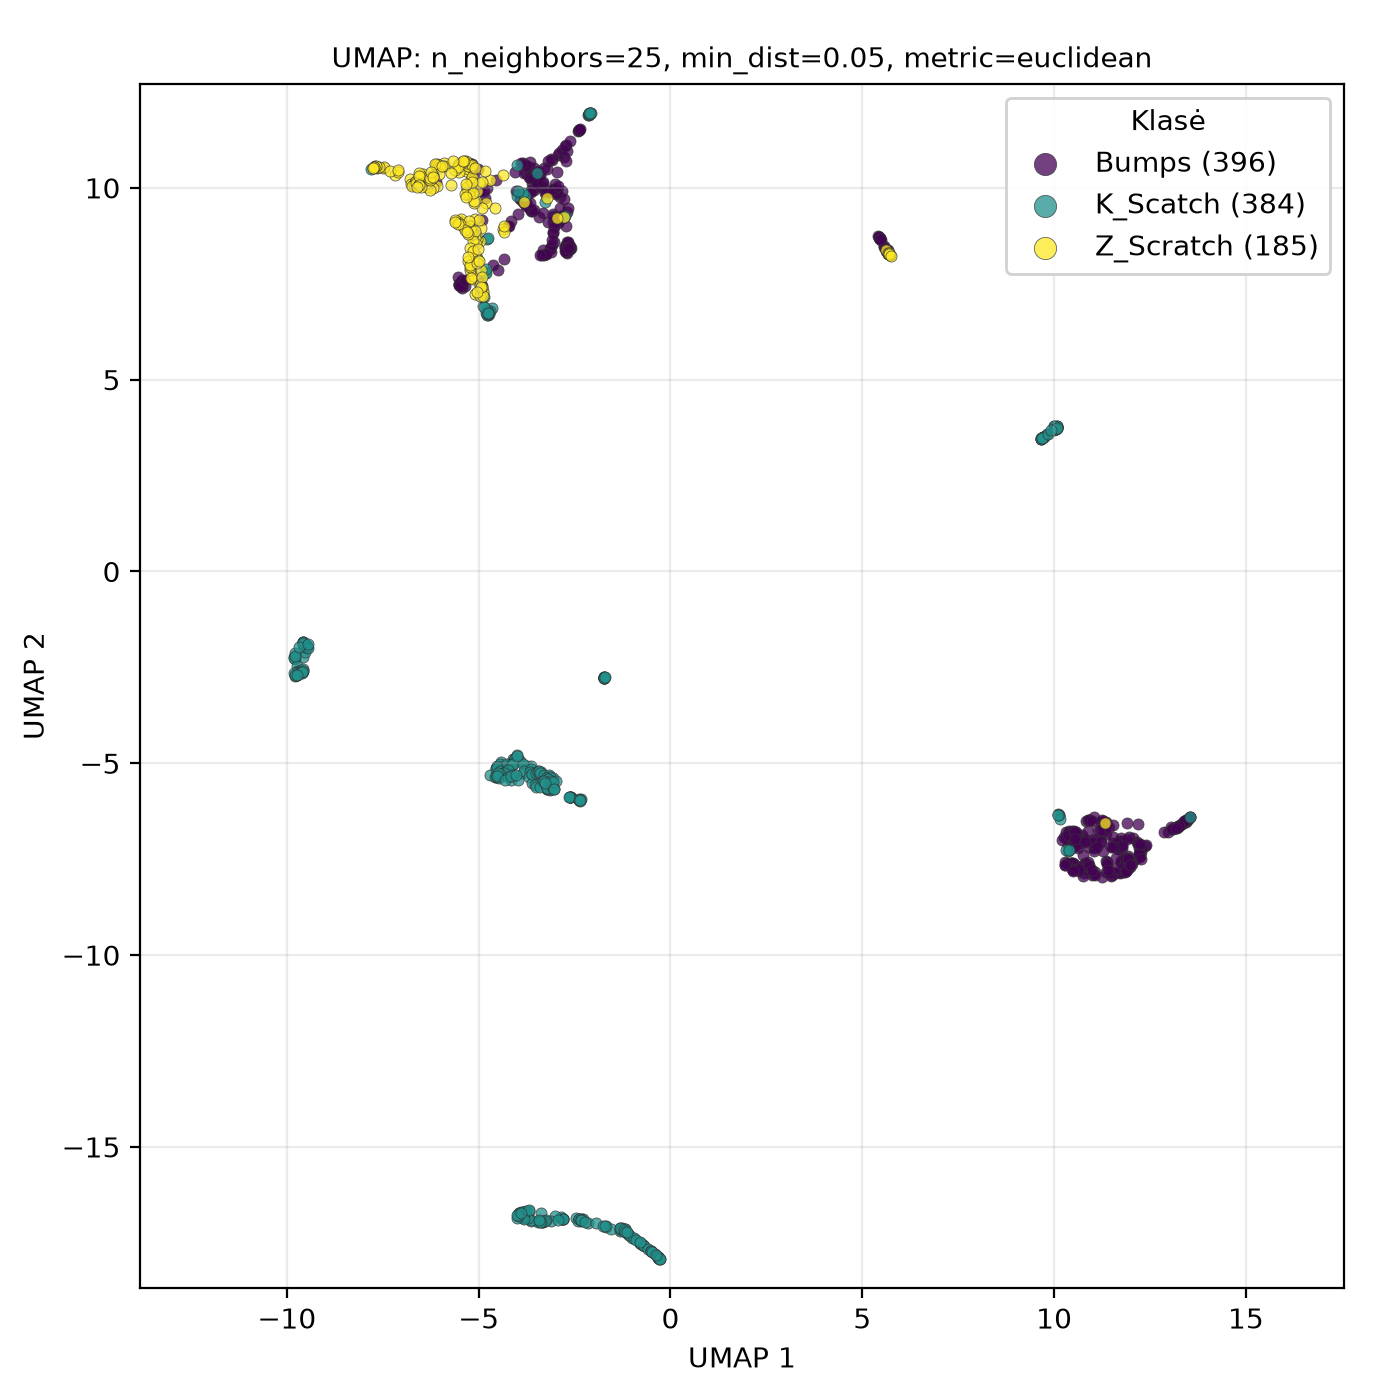 UMAP: n_neighbors=25, min_dist=0.05, metric=euclidean
Klasė
Bumps (396)
K_Scatch (384)
Z_Scratch (185)
10
5
0
−5
−10
−15
UMAP 2
−10
−5
0
5
10
15
UMAP 1